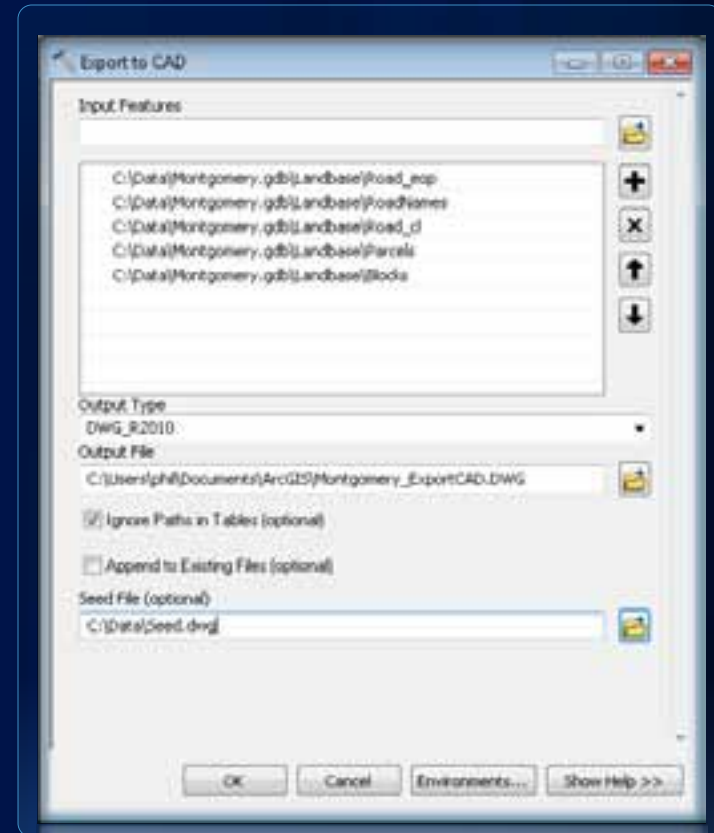 Export to CAD
Input Features
C:\Data\Montgomery.gdb\Landbase\Road_eop
C:\Data\Montgomery.gdb\Landbase\RoadNames
C:\Data\Montgomery.gdb\Landbase\Road_cl
C:\Data\Montgomery.gdb\Landbase\Parcels
C:\Data\Montgomery.gdb\Landbase\Blocks
Output Type
DWG_R2010
Output File
C:\Users\phil\Documents\ArcGIS\Montgomery_ExportCAD.DWG
Ignore Paths in Tables (optional)
Append to Existing Files (optional)
Seed File (optional)
C:\Data\Seed.dwg
OK
Cancel
Environments...
Show Help >>